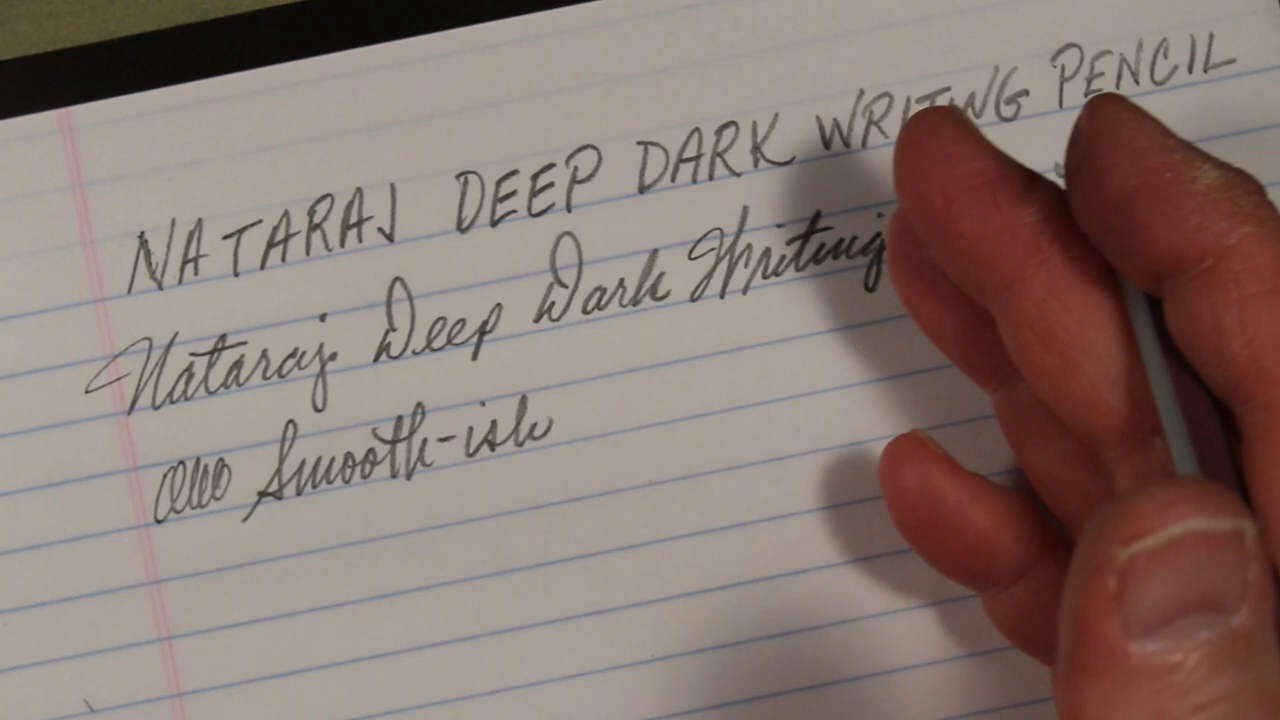 NATARAJ DEEP DARK WRITING PENCIL
Nataraj Deep Dark Writing
Smooth-ish